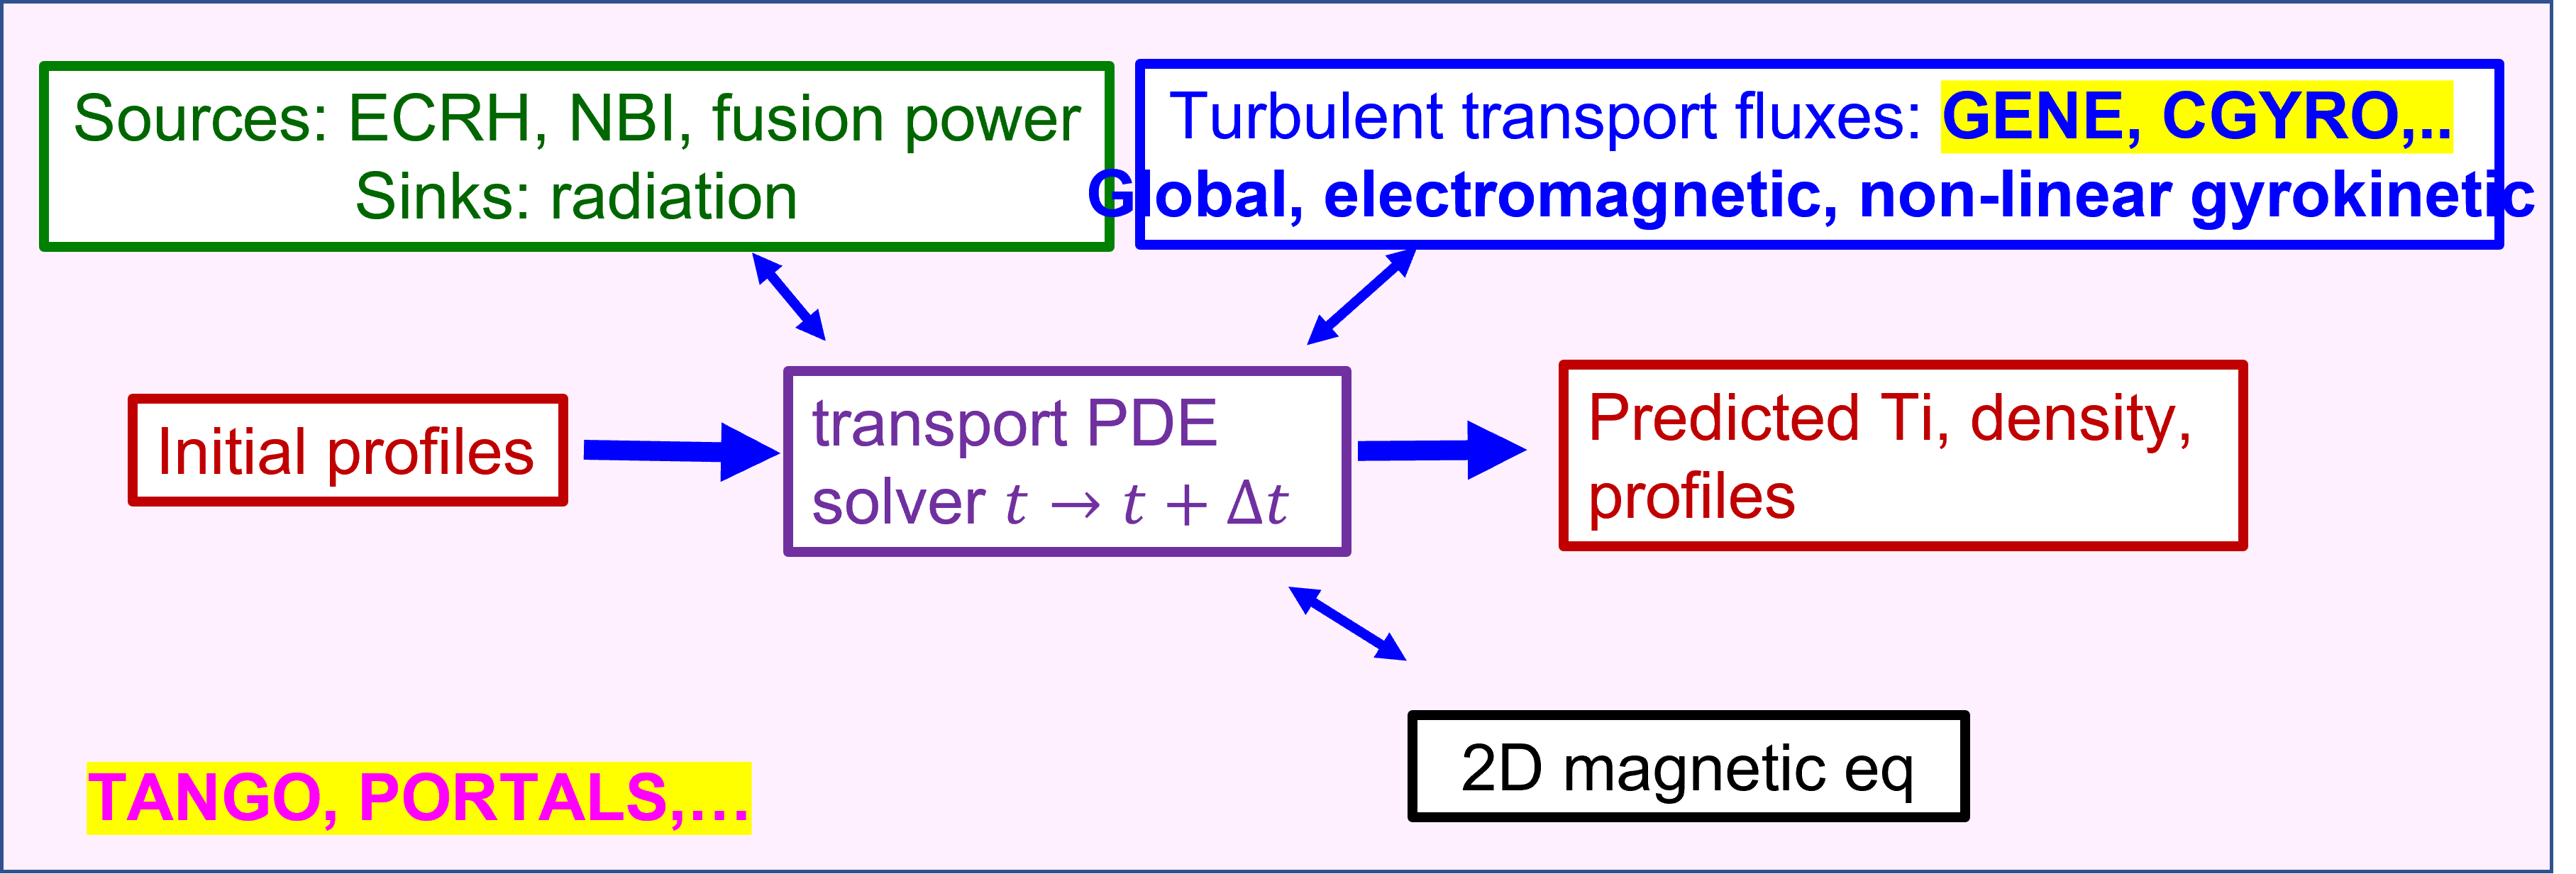 Sources: ECRH, NBI, fusion power
Sinks: radiation
Turbulent transport fluxes: GENE, CGYRO,..
Global, electromagnetic, non-linear gyrokinetic
Initial profiles
transport PDE
solver t → t + Δt
Predicted Ti, density,
profiles
2D magnetic eq
TANGO, PORTALS,...